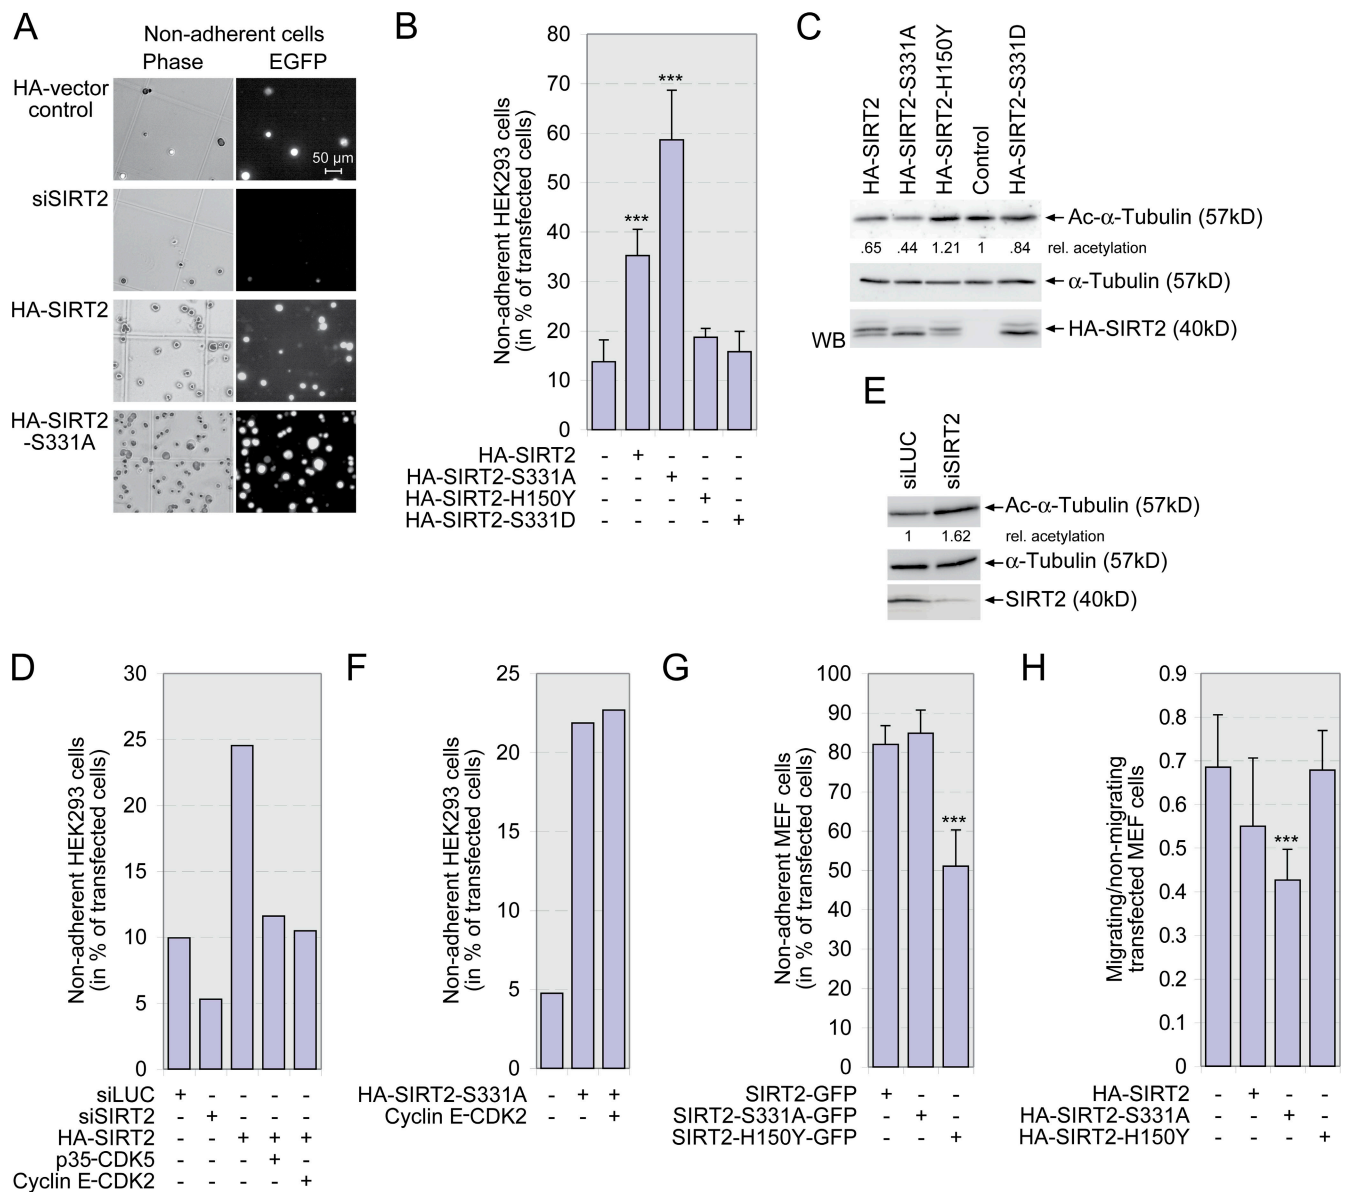 A
Non-adherent cells
Phase EGFP
HA-vector
control
50 µm
siSIRT2
HA-SIRT2
HA-SIRT2
-S331A
B
Non-adherent HEK293 cells
(in % of transfected cells)
80
70
60
50
40
30
20
10
0
***
***
HA-SIRT2 - + - - -
HA-SIRT2-S331A - - + - -
HA-SIRT2-H150Y - - - + -
HA-SIRT2-S331D - - - - +
C
HA-SIRT2
HA-SIRT2-S331A
HA-SIRT2-H150Y
Control
HA-SIRT2-S331D
Ac-α-Tubulin (57kD)
.65 .44 1.21 1 .84 rel. acetylation
α-Tubulin (57kD)
WB HA-SIRT2 (40kD)
E
siLUC
siSIRT2
Ac-α-Tubulin (57kD)
1 1.62 rel. acetylation
α-Tubulin (57kD)
SIRT2 (40kD)
D
Non-adherent HEK293 cells
(in % of transfected cells)
30
25
20
15
10
5
0
siLUC + - - - -
siSIRT2 - + - - -
HA-SIRT2 - - + + +
p35-CDK5 - - - + -
Cyclin E-CDK2 - - - - +
F
Non-adherent HEK293 cells
(in % of transfected cells)
25
20
15
10
5
0
HA-SIRT2-S331A - + +
Cyclin E-CDK2 - - +
G
Non-adherent MEF cells
(in % of transfected cells)
100
90
80
70
60
50
40
30
20
10
0
***
SIRT2-GFP + - -
SIRT2-S331A-GFP - + -
SIRT2-H150Y-GFP - - +
H
Migrating/non-migrating
transfected MEF cells
0.9
0.8
0.7
0.6
0.5
0.4
0.3
0.2
0.1
0
***
HA-SIRT2 - + - -
HA-SIRT2-S331A - - + -
HA-SIRT2-H150Y - - - +